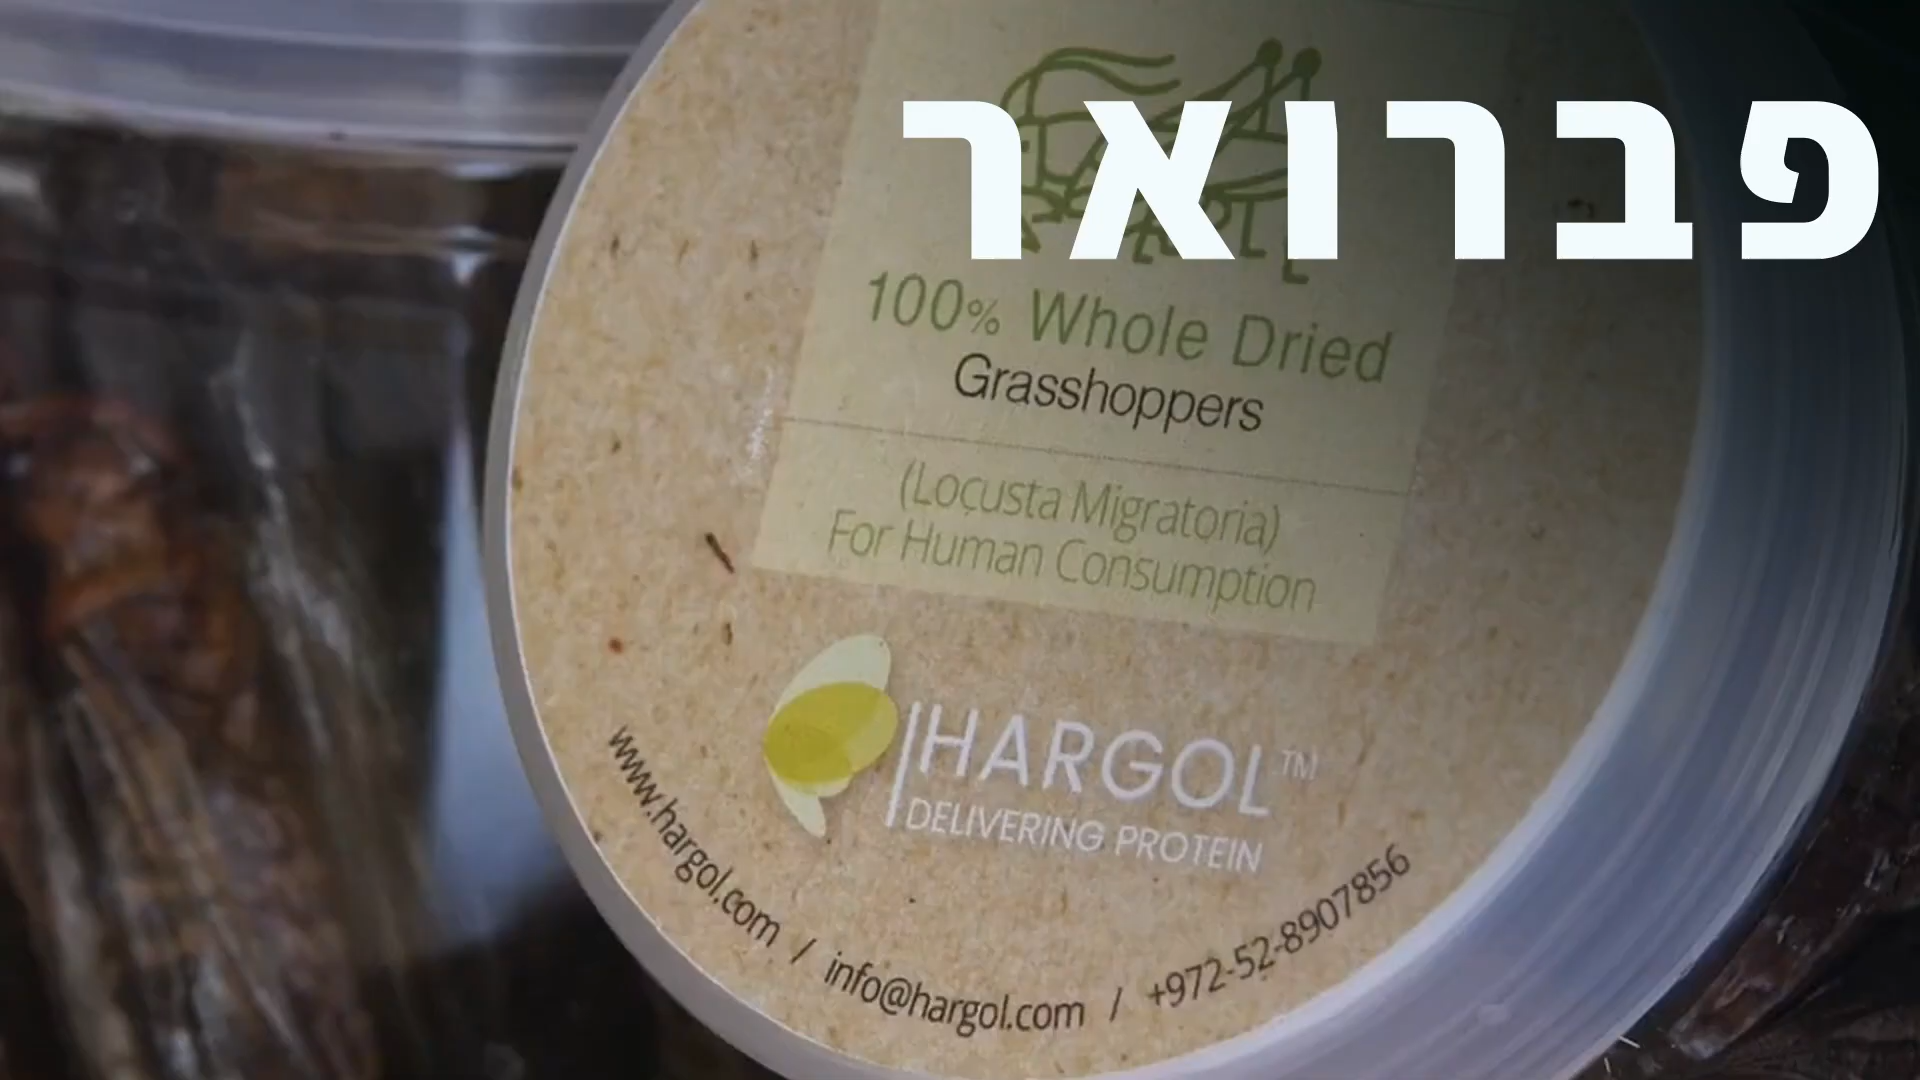 פברואר
100% Whole Dried
Grasshoppers
(Locusta Migratoria)
For Human Consumption
HARGOL™
DELIVERING PROTEIN
www.hargol.com / info@hargol.com / +972-52-8907856